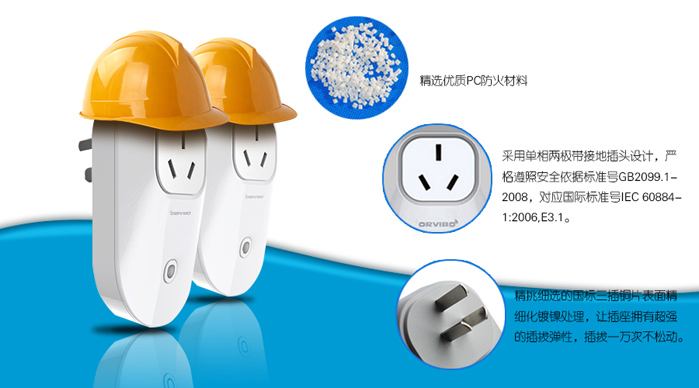 精选优质PC防火材料
采用单相两极带接地插头设计，严
格遵照安全依据标准号GB2099.1-
2008，对应国际标准号IEC 60884-
1:2006,E3.1。
ORVIBO
精挑细选的国标三插铜片表面精
细化镀镍处理，让插座拥有超强
的插拔弹性，插拔一万次不松动。